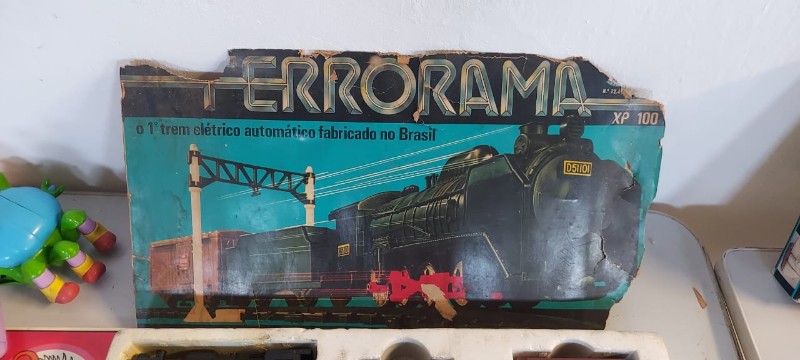 FERRORAMA
XP 100
o 1º trem elétrico automático fabricado no Brasil
D51101